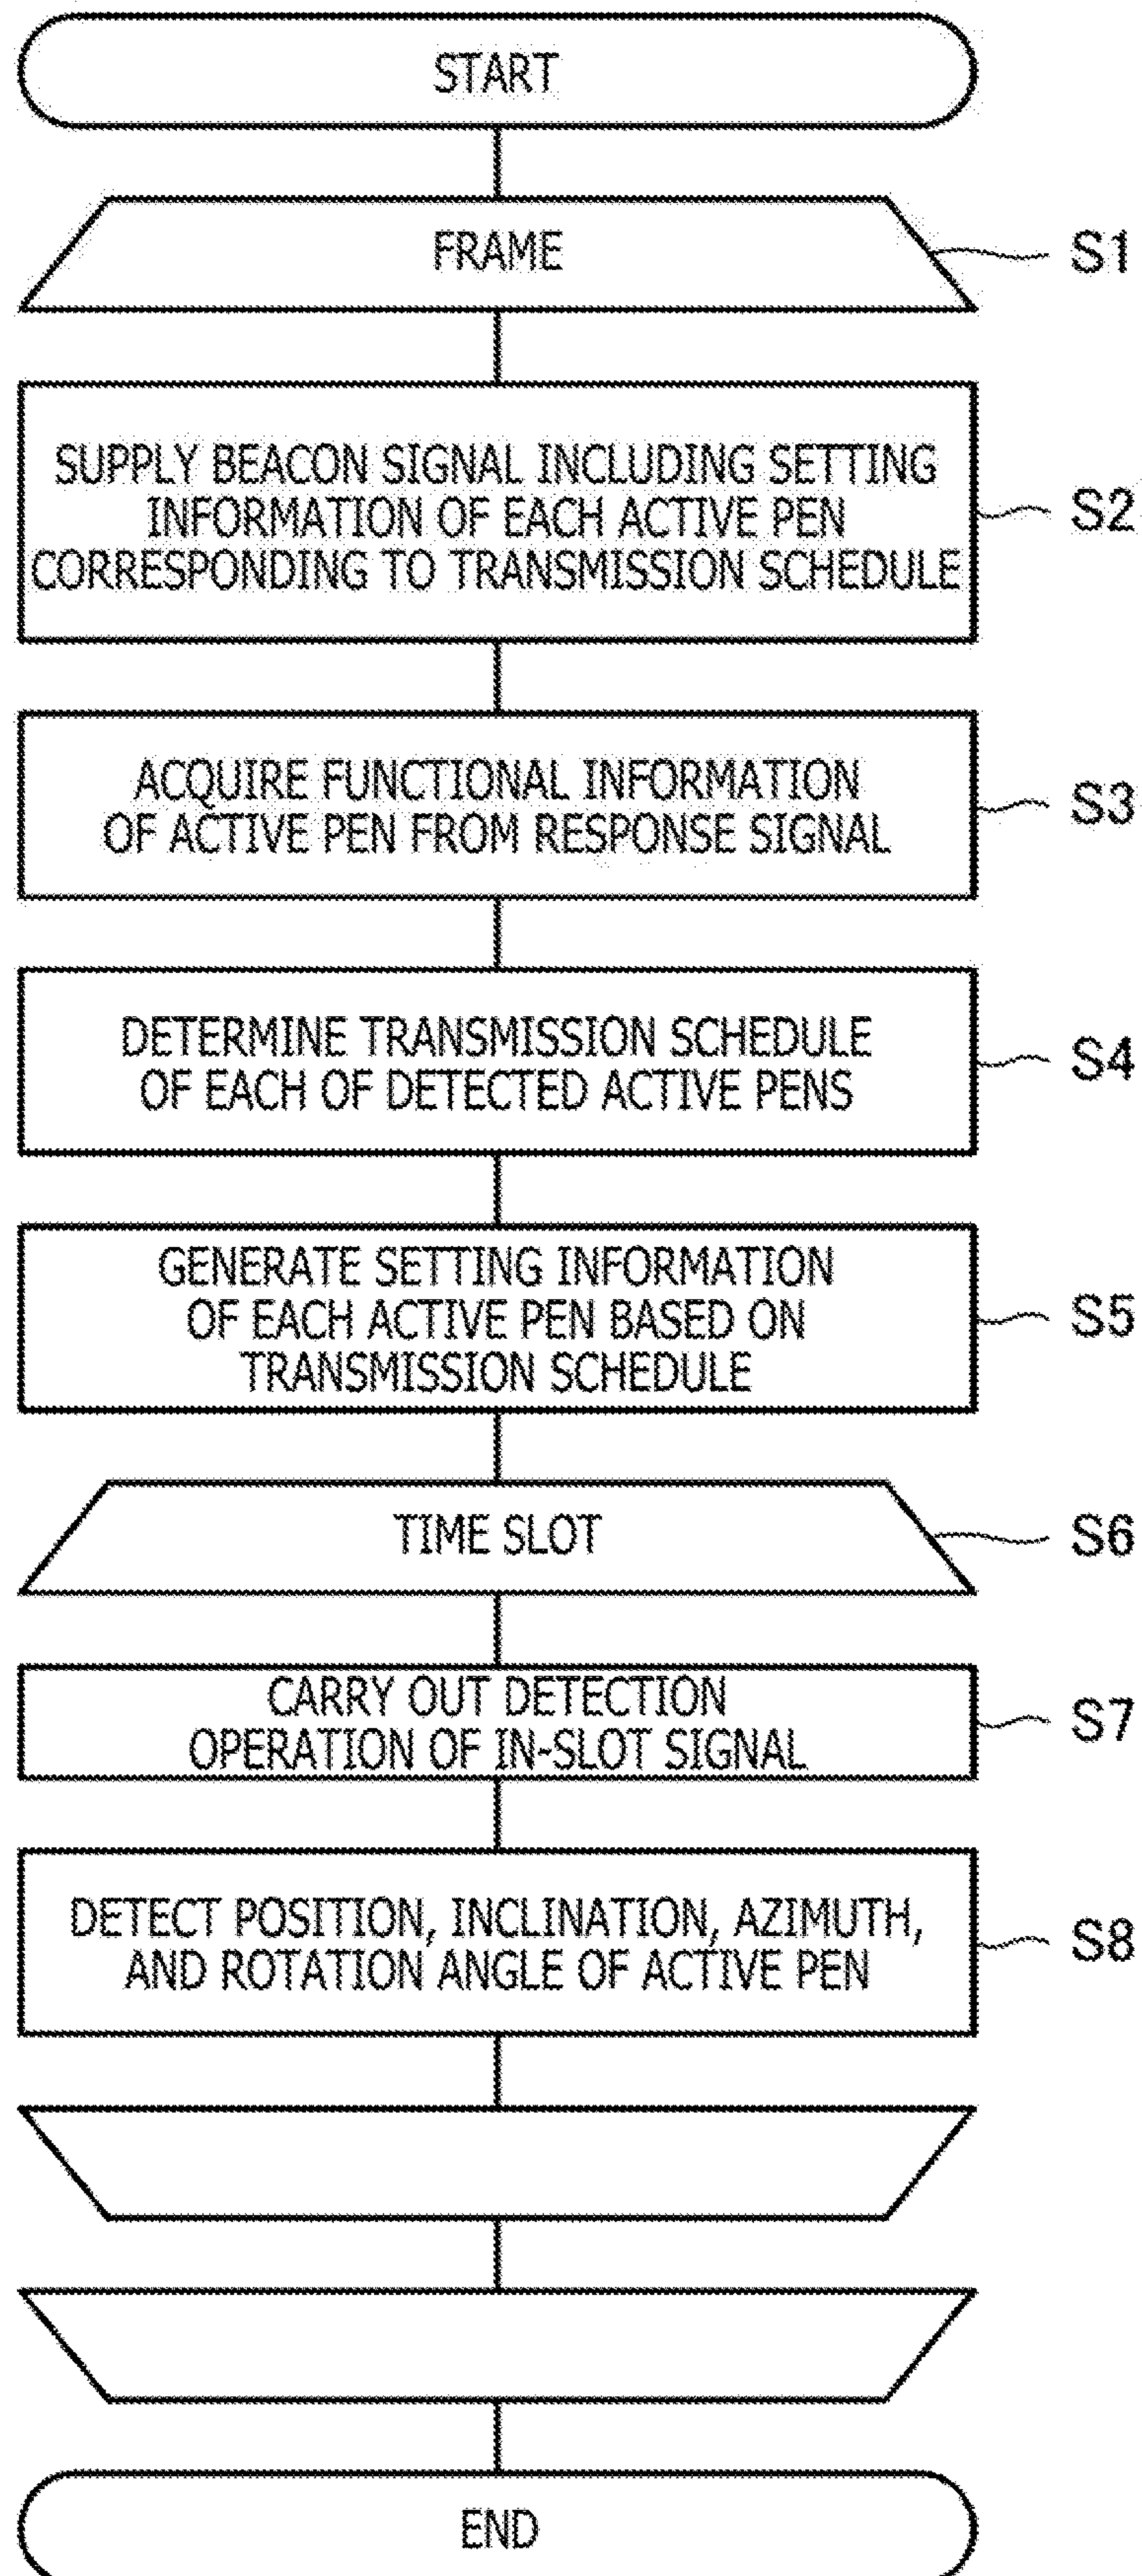 START
FRAME
S1
SUPPLY BEACON SIGNAL INCLUDING SETTING
INFORMATION OF EACH ACTIVE PEN
CORRESPONDING TO TRANSMISSION SCHEDULE
S2
ACQUIRE FUNCTIONAL INFORMATION
OF ACTIVE PEN FROM RESPONSE SIGNAL
S3
DETERMINE TRANSMISSION SCHEDULE
OF EACH OF DETECTED ACTIVE PENS
S4
GENERATE SETTING INFORMATION
OF EACH ACTIVE PEN BASED ON
TRANSMISSION SCHEDULE
S5
TIME SLOT
S6
CARRY OUT DETECTION
OPERATION OF IN-SLOT SIGNAL
S7
DETECT POSITION, INCLINATION, AZIMUTH,
AND ROTATION ANGLE OF ACTIVE PEN
S8
END